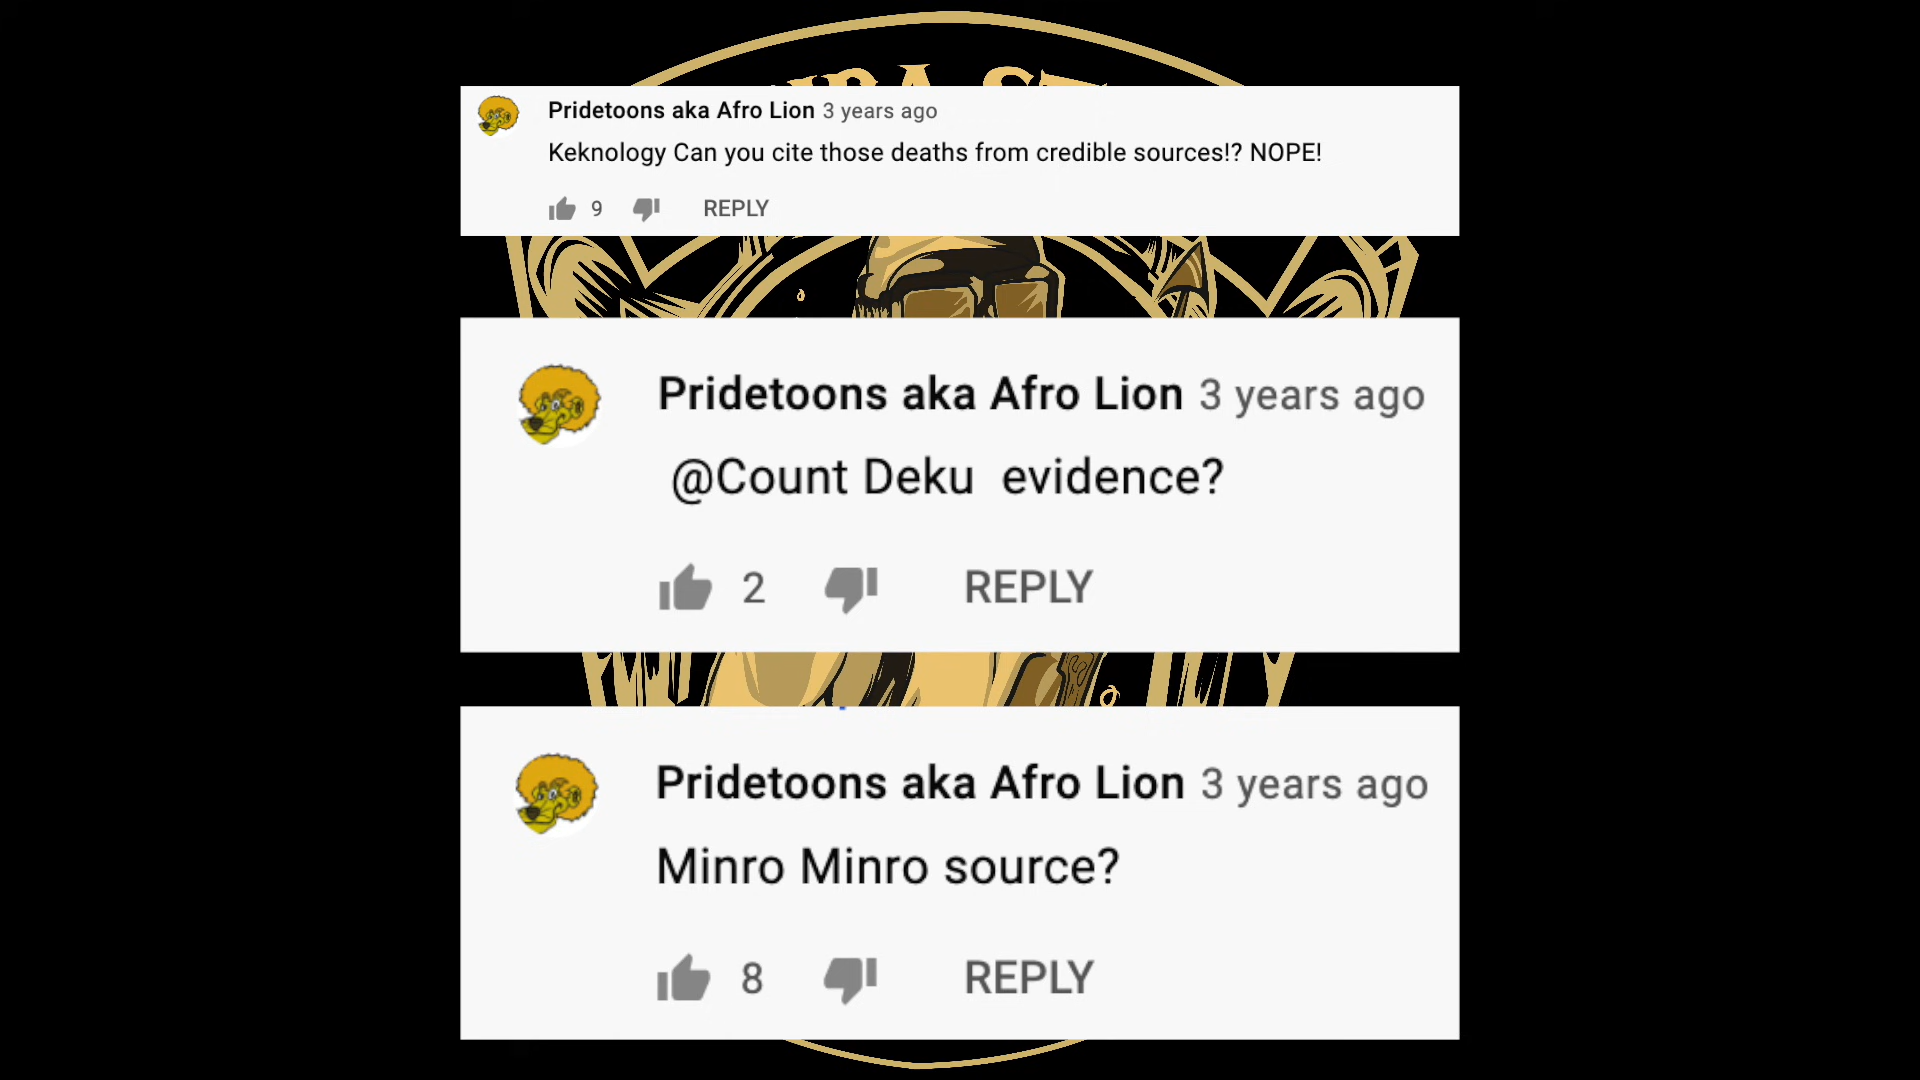 Pridetoons aka Afro Lion 3 years ago
Keknology Can you cite those deaths from credible sources!? NOPE!
9 REPLY
Pridetoons aka Afro Lion 3 years ago
@Count Deku evidence?
2 REPLY
Pridetoons aka Afro Lion 3 years ago
Minro Minro source?
8 REPLY